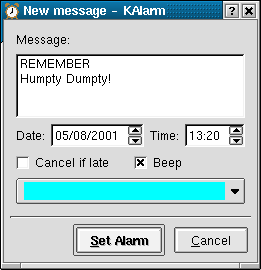 New message - KAlarm
Message:
REMEMBER
Humpty Dumpty!
Date: 05/08/2001 Time: 13:20
Cancel if late Beep
Set Alarm Cancel